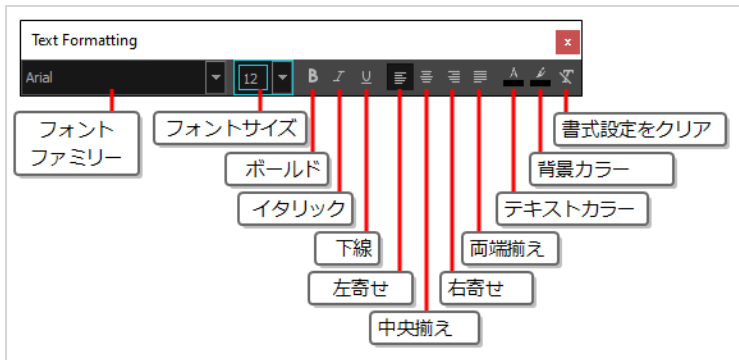 Text Formatting
x
Arial
12
B
I
U
A
フォント
ファミリー
フォントサイズ
書式設定をクリア
ボールド
背景カラー
イタリック
テキストカラー
下線
両端揃え
左寄せ
右寄せ
中央揃え